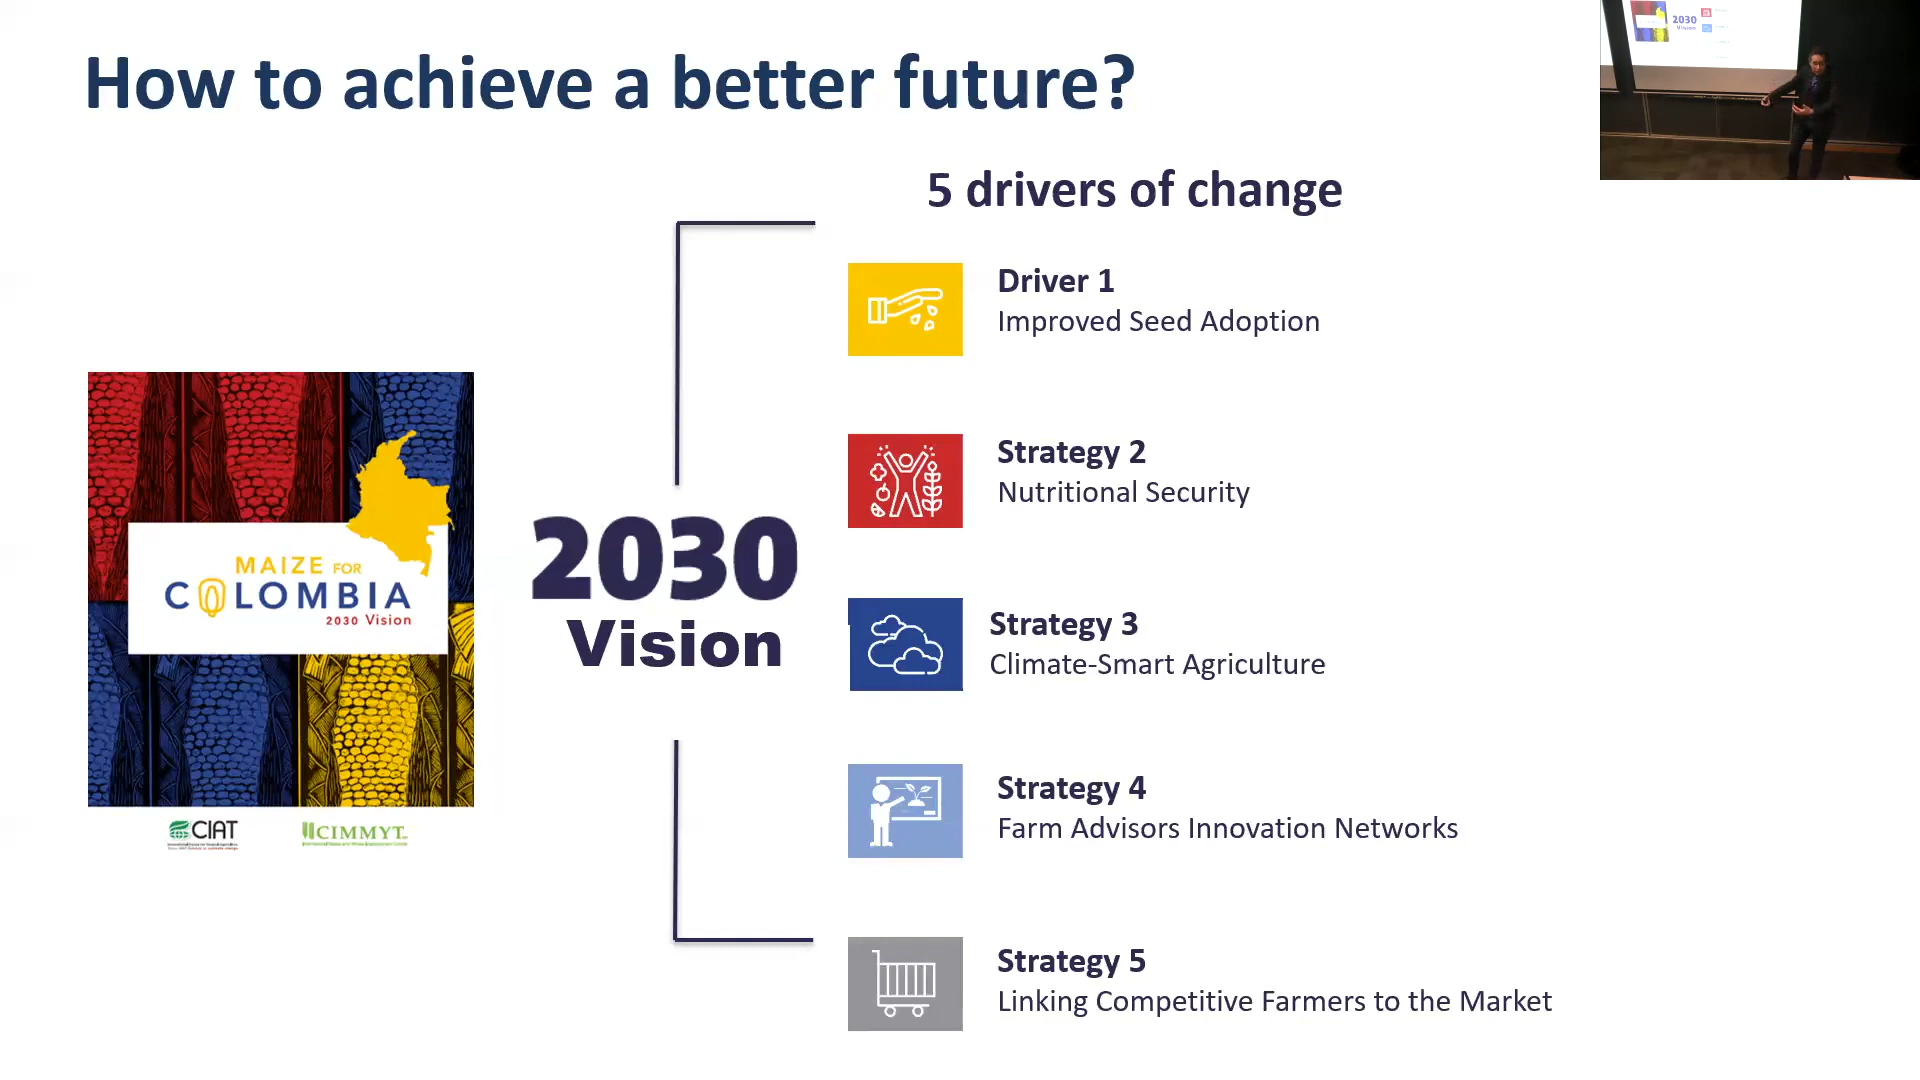 How to achieve a better future?
5 drivers of change
Driver 1
Improved Seed Adoption
Strategy 2
Nutritional Security
MAIZE FOR
COLOMBIA
2030 Vision
2030
Vision
Strategy 3
Climate-Smart Agriculture
Strategy 4
Farm Advisors Innovation Networks
CIAT
CIMMYT
Strategy 5
Linking Competitive Farmers to the Market
2030
Vision